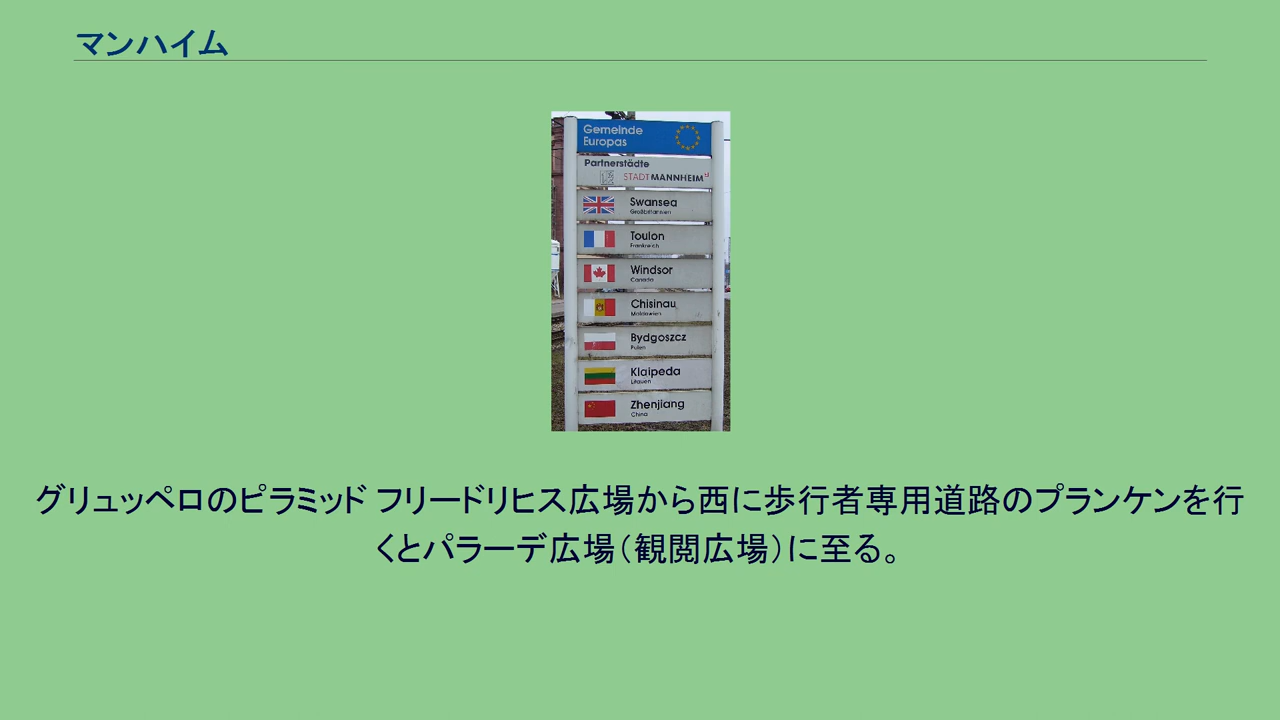 マンハイム
Gemeinde
Europas
Partnerstädte
STADTMANNHEIM
Swansea
Großbritannien
Toulon
Frankreich
Windsor
Canada
Chisinau
Moldawien
Bydgoszcz
Polen
Klaipeda
Litauen
Zhenjiang
China
グリュッペロのピラミッド フリードリヒス広場から西に歩行者専用道路のプランケンを行
くとパラーデ広場（観閲広場）に至る。